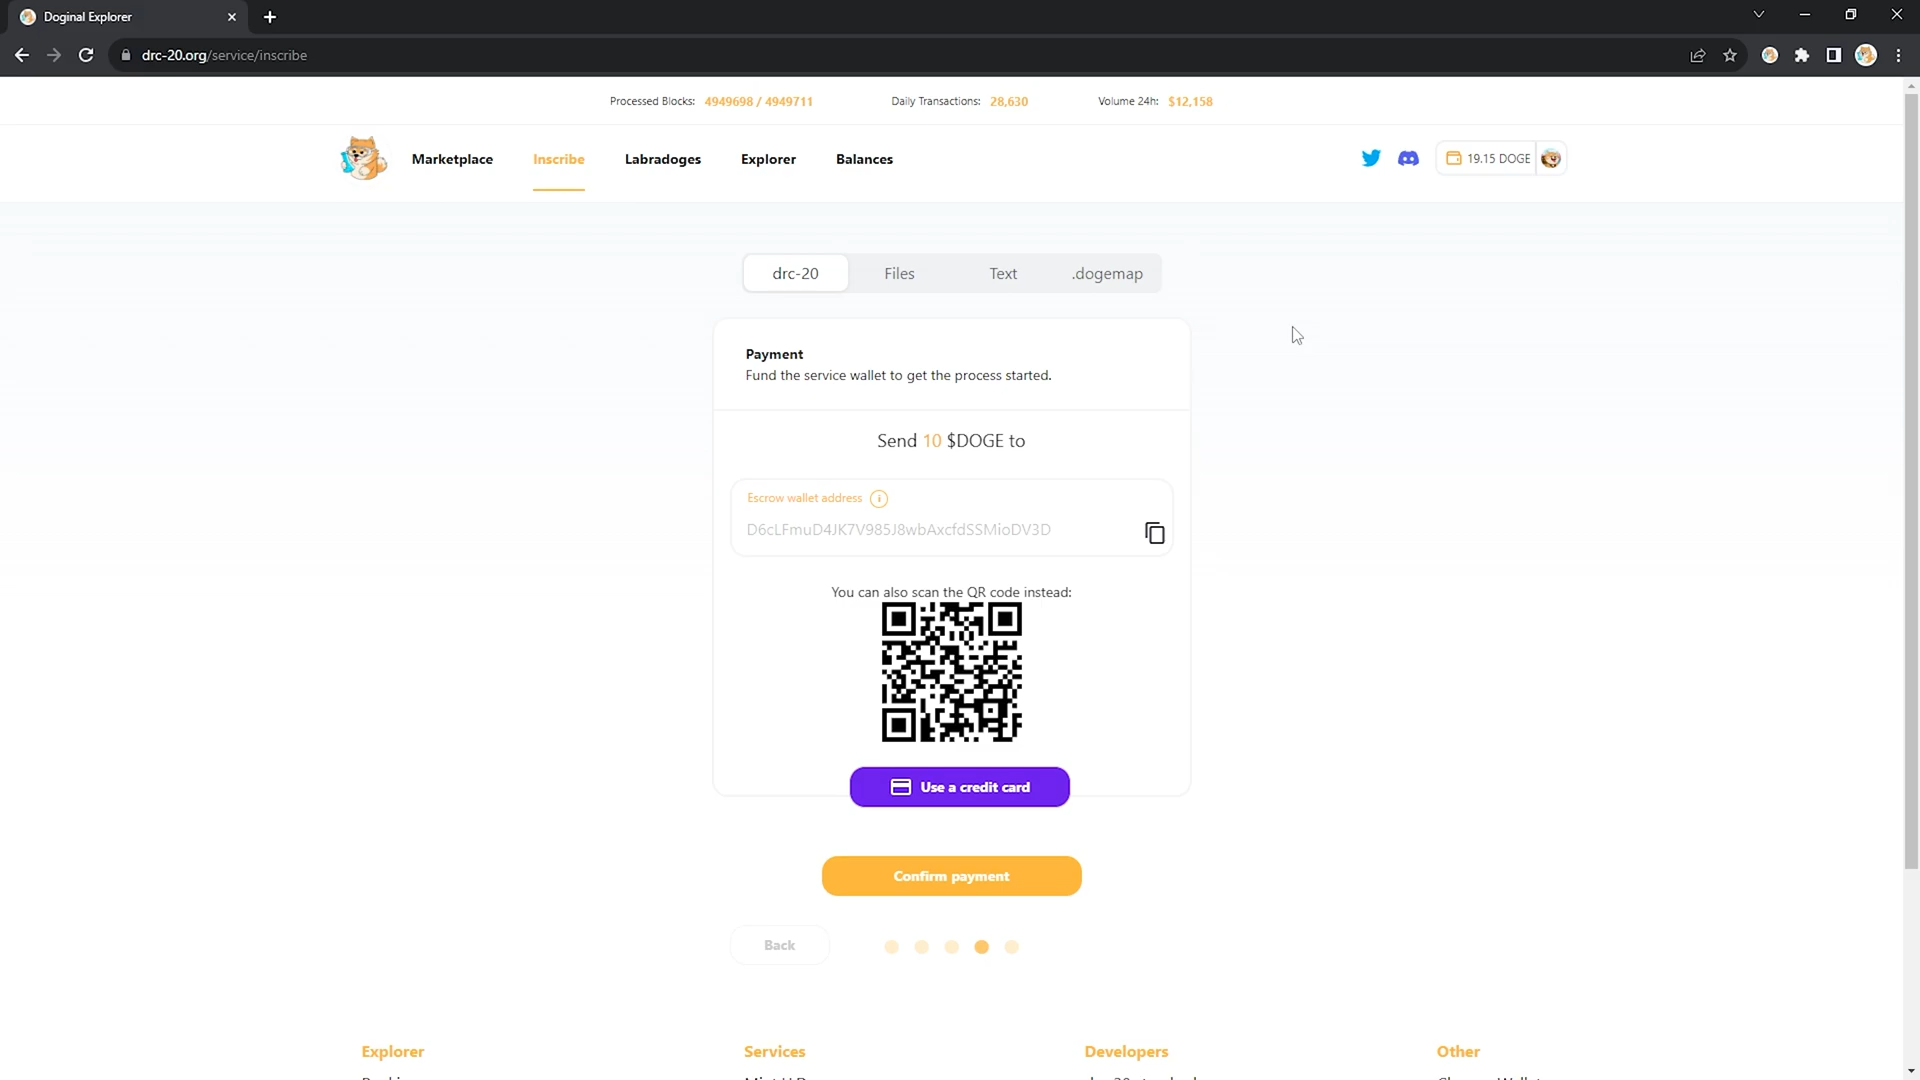 Doginal Explorer
drc-20.org/service/inscribe
Processed Blocks: 4949698 / 4949711 Daily Transactions: 28,630 Volume 24h: $12,158
Marketplace Inscribe Labradoges Explorer Balances 19.15 DOGE
drc-20 Files Text .dogemap
Payment
Fund the service wallet to get the process started.
Send 10 $DOGE to
Escrow wallet address
D6cLFmuD4JK7V985J8wbAxcfdSSMioDV3D
You can also scan the QR code instead:
Use a credit card
Confirm payment
Back
Explorer Services Developers Other